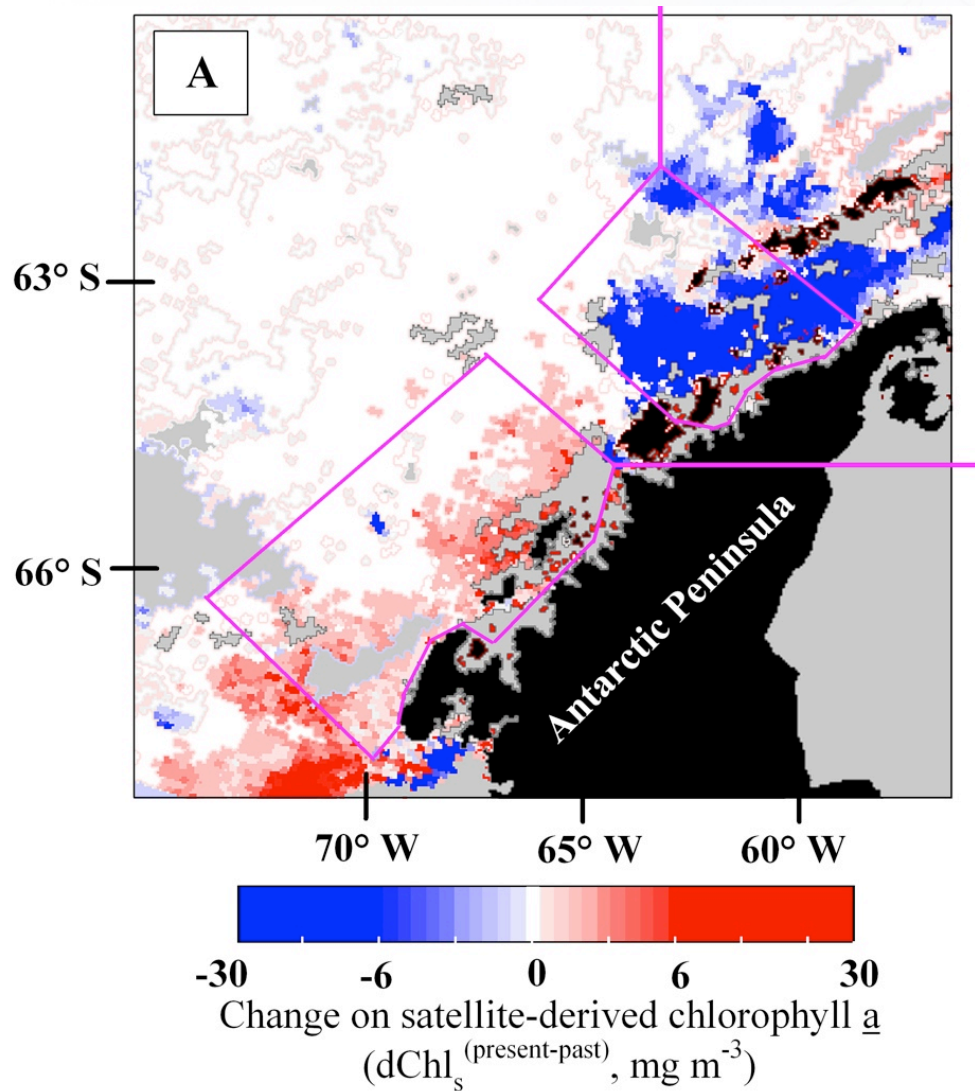 A
63° S
66° S
Antarctic Peninsula
70° W 65° W 60° W
-30 -6 0 6 30
Change on satellite-derived chlorophyll a
(dChls (present-past), mg m-3)